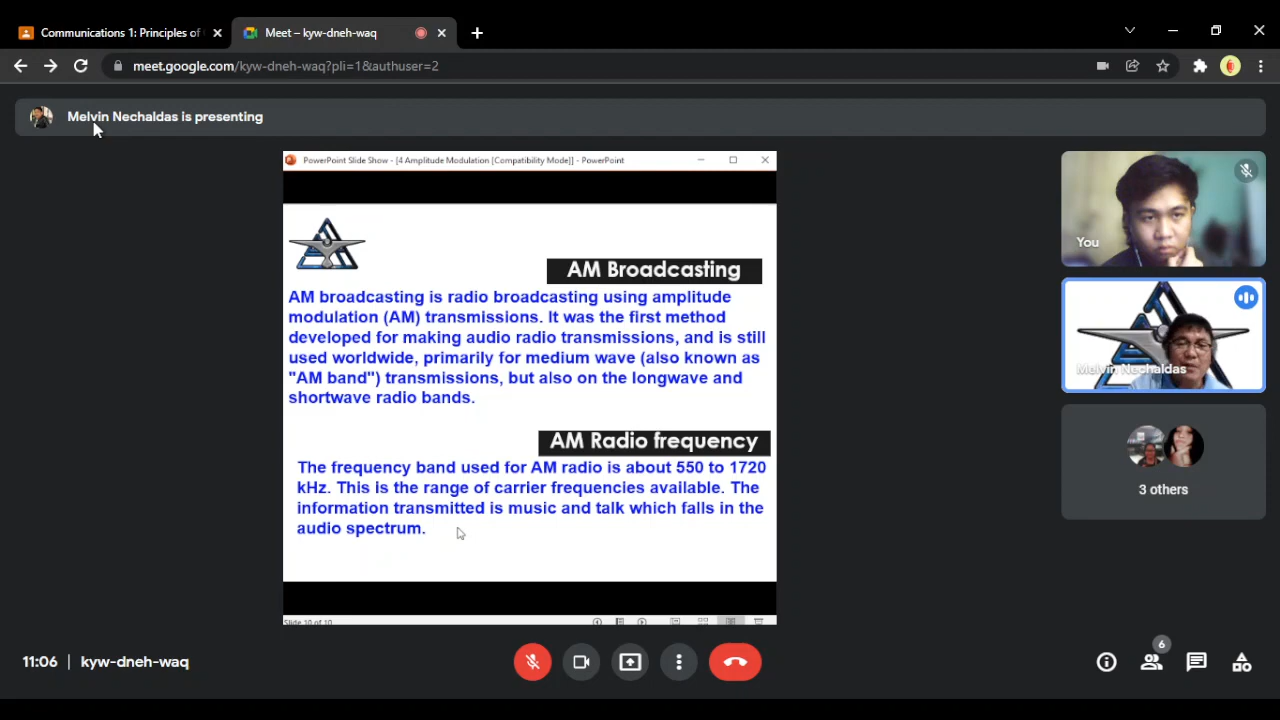 Communications 1: Principles of
Meet – kyw-dneh-waq
meet.google.com/kyw-dneh-waq?pli=1&authuser=2
Melvin Nechaldas is presenting
PowerPoint Slide Show - [4 Amplitude Modulation [Compatibility Mode]] - PowerPoint
AM Broadcasting
AM broadcasting is radio broadcasting using amplitude
modulation (AM) transmissions. It was the first method
developed for making audio radio transmissions, and is still
used worldwide, primarily for medium wave (also known as
"AM band") transmissions, but also on the longwave and
shortwave radio bands.
AM Radio frequency
The frequency band used for AM radio is about 550 to 1720
kHz. This is the range of carrier frequencies available. The
information transmitted is music and talk which falls in the
audio spectrum.
Slide 10 of 10
You
Melvin Nechaldas
3 others
11:06 | kyw-dneh-waq
6